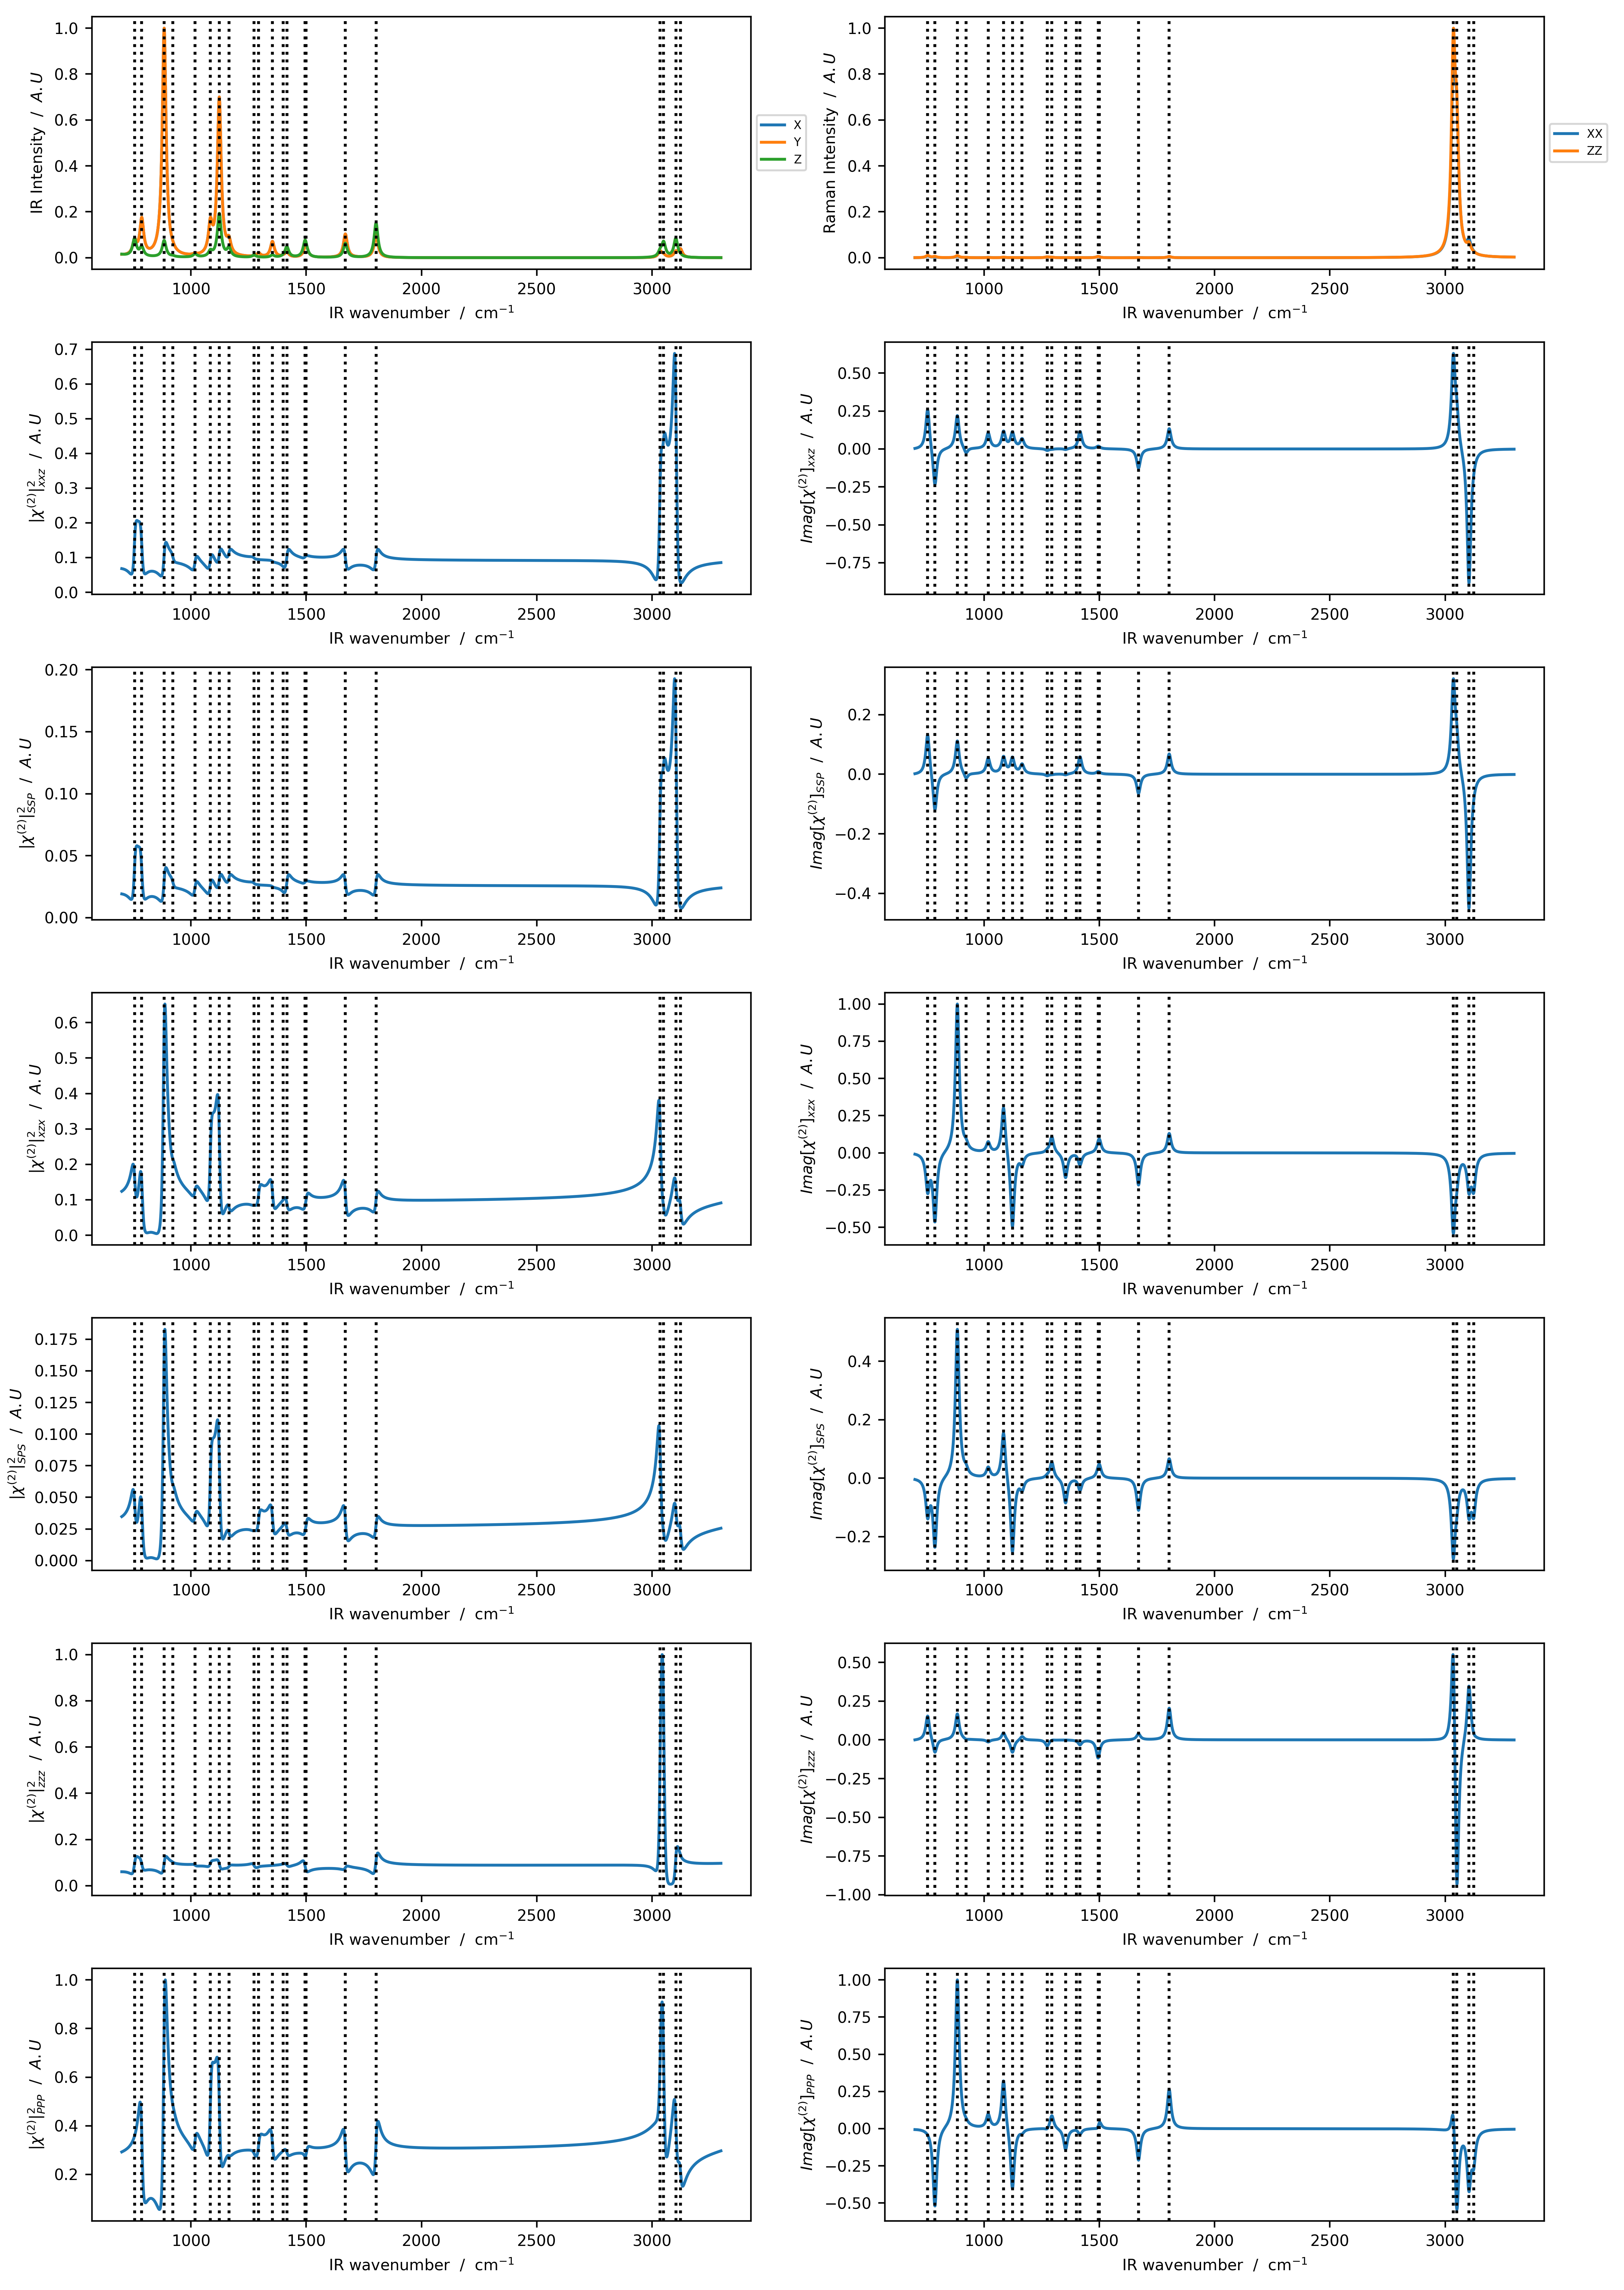 1.0
0.8
0.6
0.4
0.2
0.0
IR Intensity / A.U
1000 1500 2000 2500 3000
IR wavenumber / cm⁻¹
X
Y
Z
1.0
0.8
0.6
0.4
0.2
0.0
Raman Intensity / A.U
1000 1500 2000 2500 3000
IR wavenumber / cm⁻¹
XX
ZZ
0.7
0.6
0.5
0.4
0.3
0.2
0.1
0.0
|χ⁽²⁾|²xxz / A.U
1000 1500 2000 2500 3000
IR wavenumber / cm⁻¹
0.50
0.25
0.00
−0.25
−0.50
−0.75
Imag[χ⁽²⁾]xxz / A.U
1000 1500 2000 2500 3000
IR wavenumber / cm⁻¹
0.20
0.15
0.10
0.05
0.00
|χ⁽²⁾|²SSP / A.U
1000 1500 2000 2500 3000
IR wavenumber / cm⁻¹
0.2
0.0
−0.2
−0.4
Imag[χ⁽²⁾]SSP / A.U
1000 1500 2000 2500 3000
IR wavenumber / cm⁻¹
0.6
0.5
0.4
0.3
0.2
0.1
0.0
|χ⁽²⁾|²xzx / A.U
1000 1500 2000 2500 3000
IR wavenumber / cm⁻¹
1.00
0.75
0.50
0.25
0.00
−0.25
−0.50
Imag[χ⁽²⁾]xzx / A.U
1000 1500 2000 2500 3000
IR wavenumber / cm⁻¹
0.175
0.150
0.125
0.100
0.075
0.050
0.025
0.000
|χ⁽²⁾|²SPS / A.U
1000 1500 2000 2500 3000
IR wavenumber / cm⁻¹
0.4
0.2
0.0
−0.2
Imag[χ⁽²⁾]SPS / A.U
1000 1500 2000 2500 3000
IR wavenumber / cm⁻¹
1.0
0.8
0.6
0.4
0.2
0.0
|χ⁽²⁾|²zzz / A.U
1000 1500 2000 2500 3000
IR wavenumber / cm⁻¹
0.50
0.25
0.00
−0.25
−0.50
−0.75
−1.00
Imag[χ⁽²⁾]zzz / A.U
1000 1500 2000 2500 3000
IR wavenumber / cm⁻¹
1.0
0.8
0.6
0.4
0.2
|χ⁽²⁾|²PPP / A.U
1000 1500 2000 2500 3000
IR wavenumber / cm⁻¹
1.00
0.75
0.50
0.25
0.00
−0.25
−0.50
Imag[χ⁽²⁾]PPP / A.U
1000 1500 2000 2500 3000
IR wavenumber / cm⁻¹